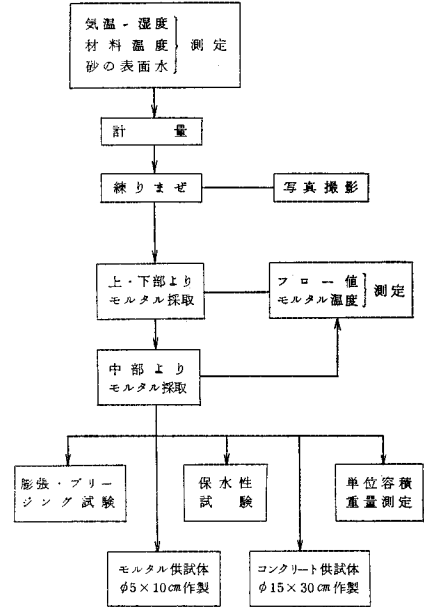 気温-湿度
材料温度
砂の表面水
測定
計量
練りまぜ
写真撮影
上・下部より
モルタル採取
フロー値
モルタル温度
測定
中部より
モルタル採取
膨張・ブリー
ジング試験
保水性
試験
単位容積
重量測定
モルタル供試体
φ5×10cm作製
コンクリート供試体
φ15×30cm作製